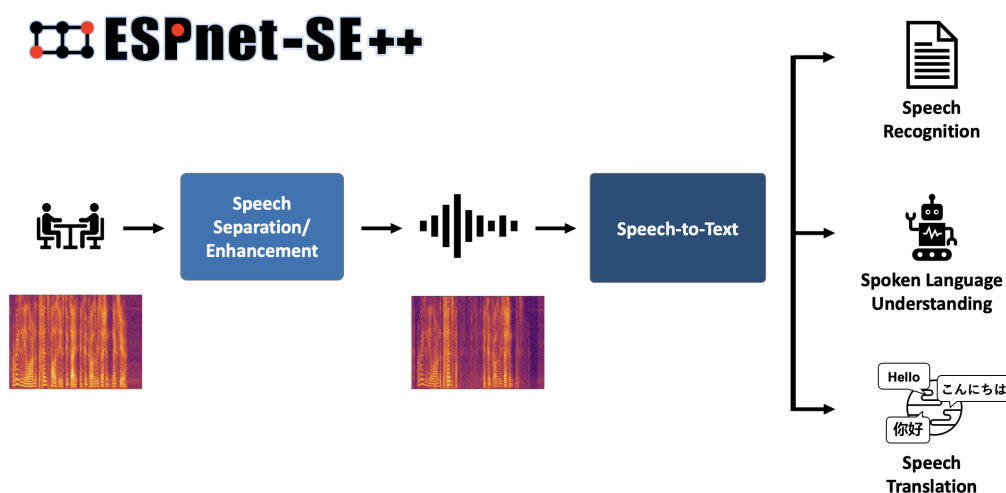 ESPnet-SE++
Speech
Recognition
Speech
Separation/
Enhancement
Speech-to-Text
Spoken Language
Understanding
Hello
こんにちは
你好
Speech
Translation